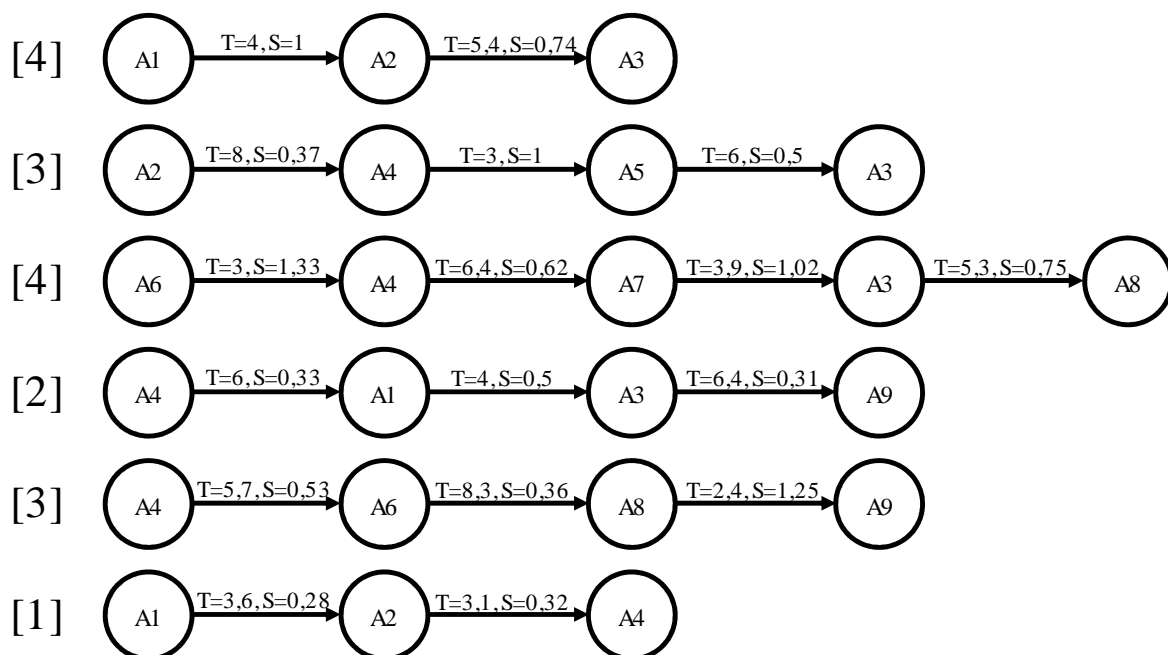 [4] A1 T=4,S=1 A2 T=5,4,S=0,74 A3
[3] A2 T=8,S=0,37 A4 T=3,S=1 A5 T=6,S=0,5 A3
[4] A6 T=3,S=1,33 A4 T=6,4,S=0,62 A7 T=3,9,S=1,02 A3 T=5,3,S=0,75 A8
[2] A4 T=6,S=0,33 A1 T=4,S=0,5 A3 T=6,4,S=0,31 A9
[3] A4 T=5,7,S=0,53 A6 T=8,3,S=0,36 A8 T=2,4,S=1,25 A9
[1] A1 T=3,6,S=0,28 A2 T=3,1,S=0,32 A4